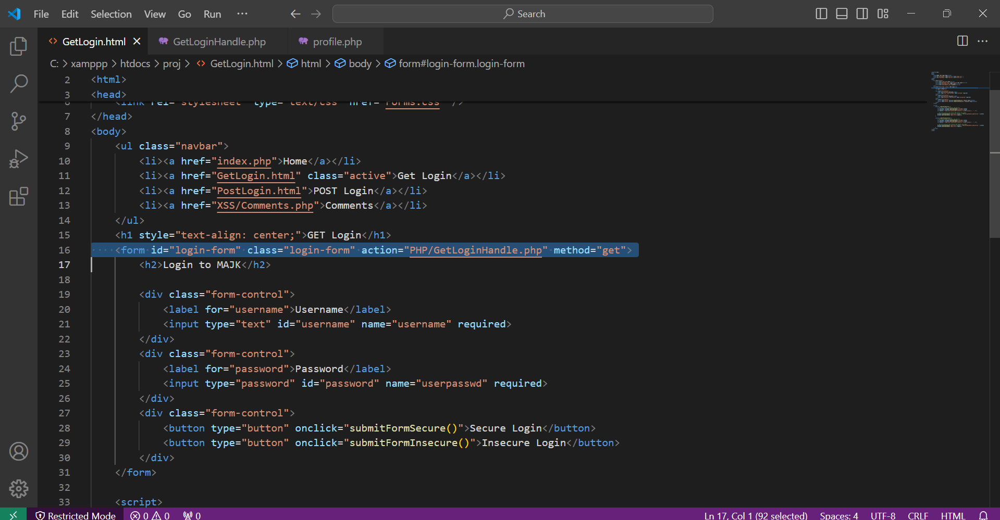 File Edit Selection View Go Run ··· Search
GetLogin.html GetLoginHandle.php profile.php ···
C: > xamppp > htdocs > proj > GetLogin.html > html > body > form#login-form.login-form
2 <html>
3 <head>
6 <link rel="stylesheet" type="text/css" href="forms.css" />
7 </head>
8 <body>
9 <ul class="navbar">
10 <li><a href="index.php">Home</a></li>
11 <li><a href="GetLogin.html" class="active">Get Login</a></li>
12 <li><a href="PostLogin.html">POST Login</a></li>
13 <li><a href="XSS/Comments.php">Comments</a></li>
14 </ul>
15 <h1 style="text-align: center;">GET Login</h1>
16 ····<form·id="login-form"·class="login-form"·action="PHP/GetLoginHandle.php"·method="get">
17 <h2>Login to MAJK</h2>
18
19 <div class="form-control">
20 <label for="username">Username</label>
21 <input type="text" id="username" name="username" required>
22 </div>
23 <div class="form-control">
24 <label for="password">Password</label>
25 <input type="password" id="password" name="userpasswd" required>
26 </div>
27 <div class="form-control">
28 <button type="button" onclick="submitFormSecure()">Secure Login</button>
29 <button type="button" onclick="submitFormInsecure()">Insecure Login</button>
30 </div>
31 </form>
32
33 <script>
Restricted Mode 0 0 0 Ln 17, Col 1 (92 selected) Spaces: 4 UTF-8 CRLF HTML